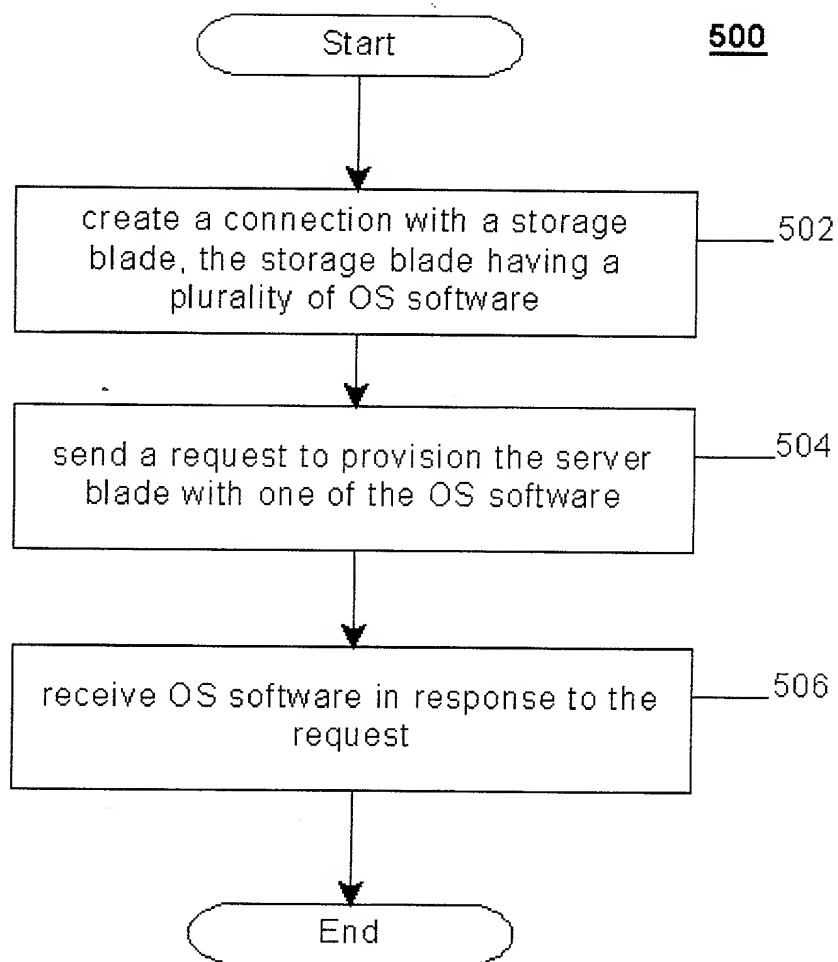 Start
500
create a connection with a storage
blade, the storage blade having a
plurality of OS software
502
send a request to provision the server
blade with one of the OS software
504
receive OS software in response to the
request
506
End